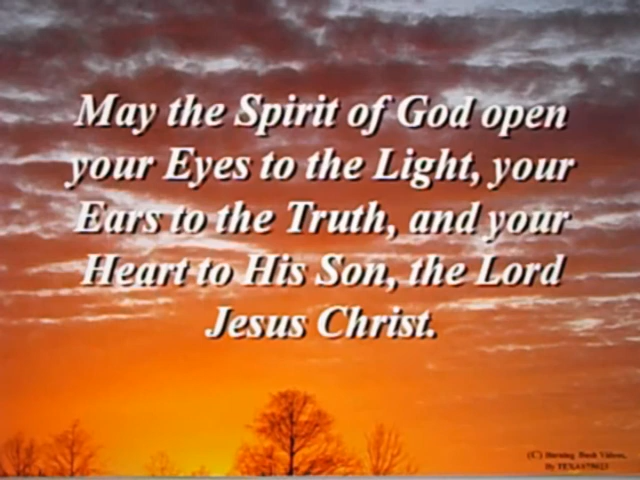 May the Spirit of God open
your Eyes to the Light, your
Ears to the Truth, and your
Heart to His Son, the Lord
Jesus Christ.
(C) Burning Bush Videos,
By